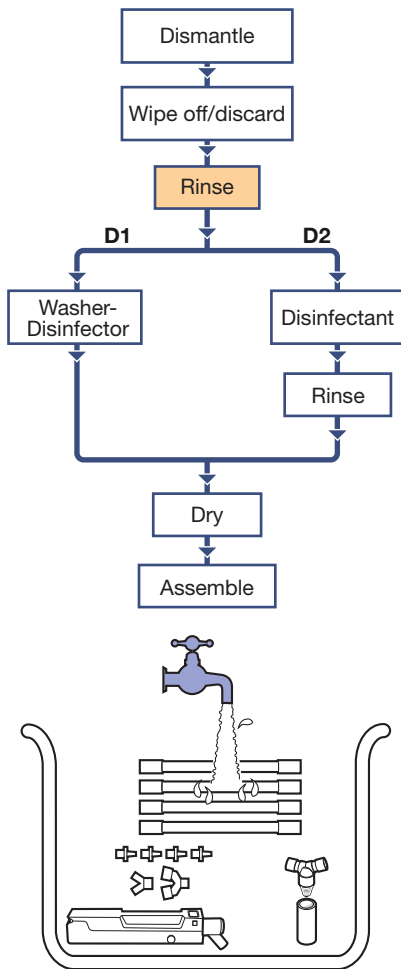 Dismantle
Wipe off/discard
Rinse
D1
D2
Washer-
Disinfector
Disinfectant
Rinse
Dry
Assemble